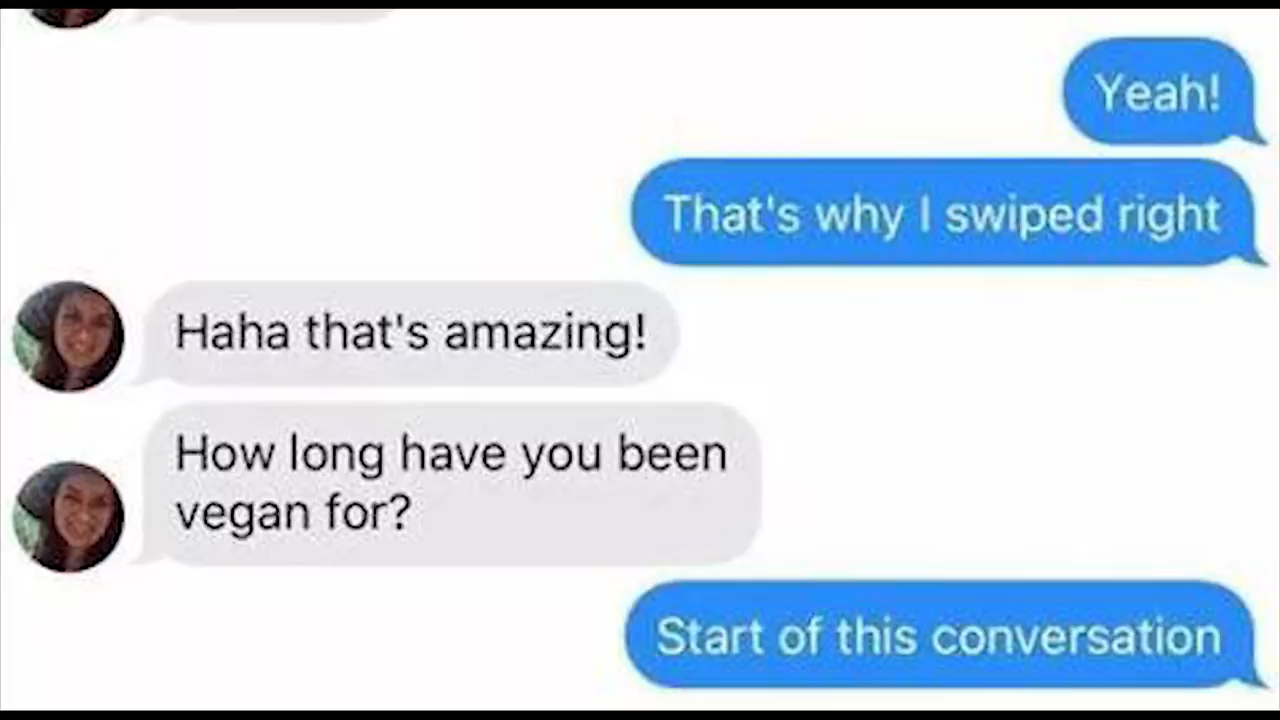 Yeah!
That's why I swiped right
Haha that's amazing!
How long have you been
vegan for?
Start of this conversation